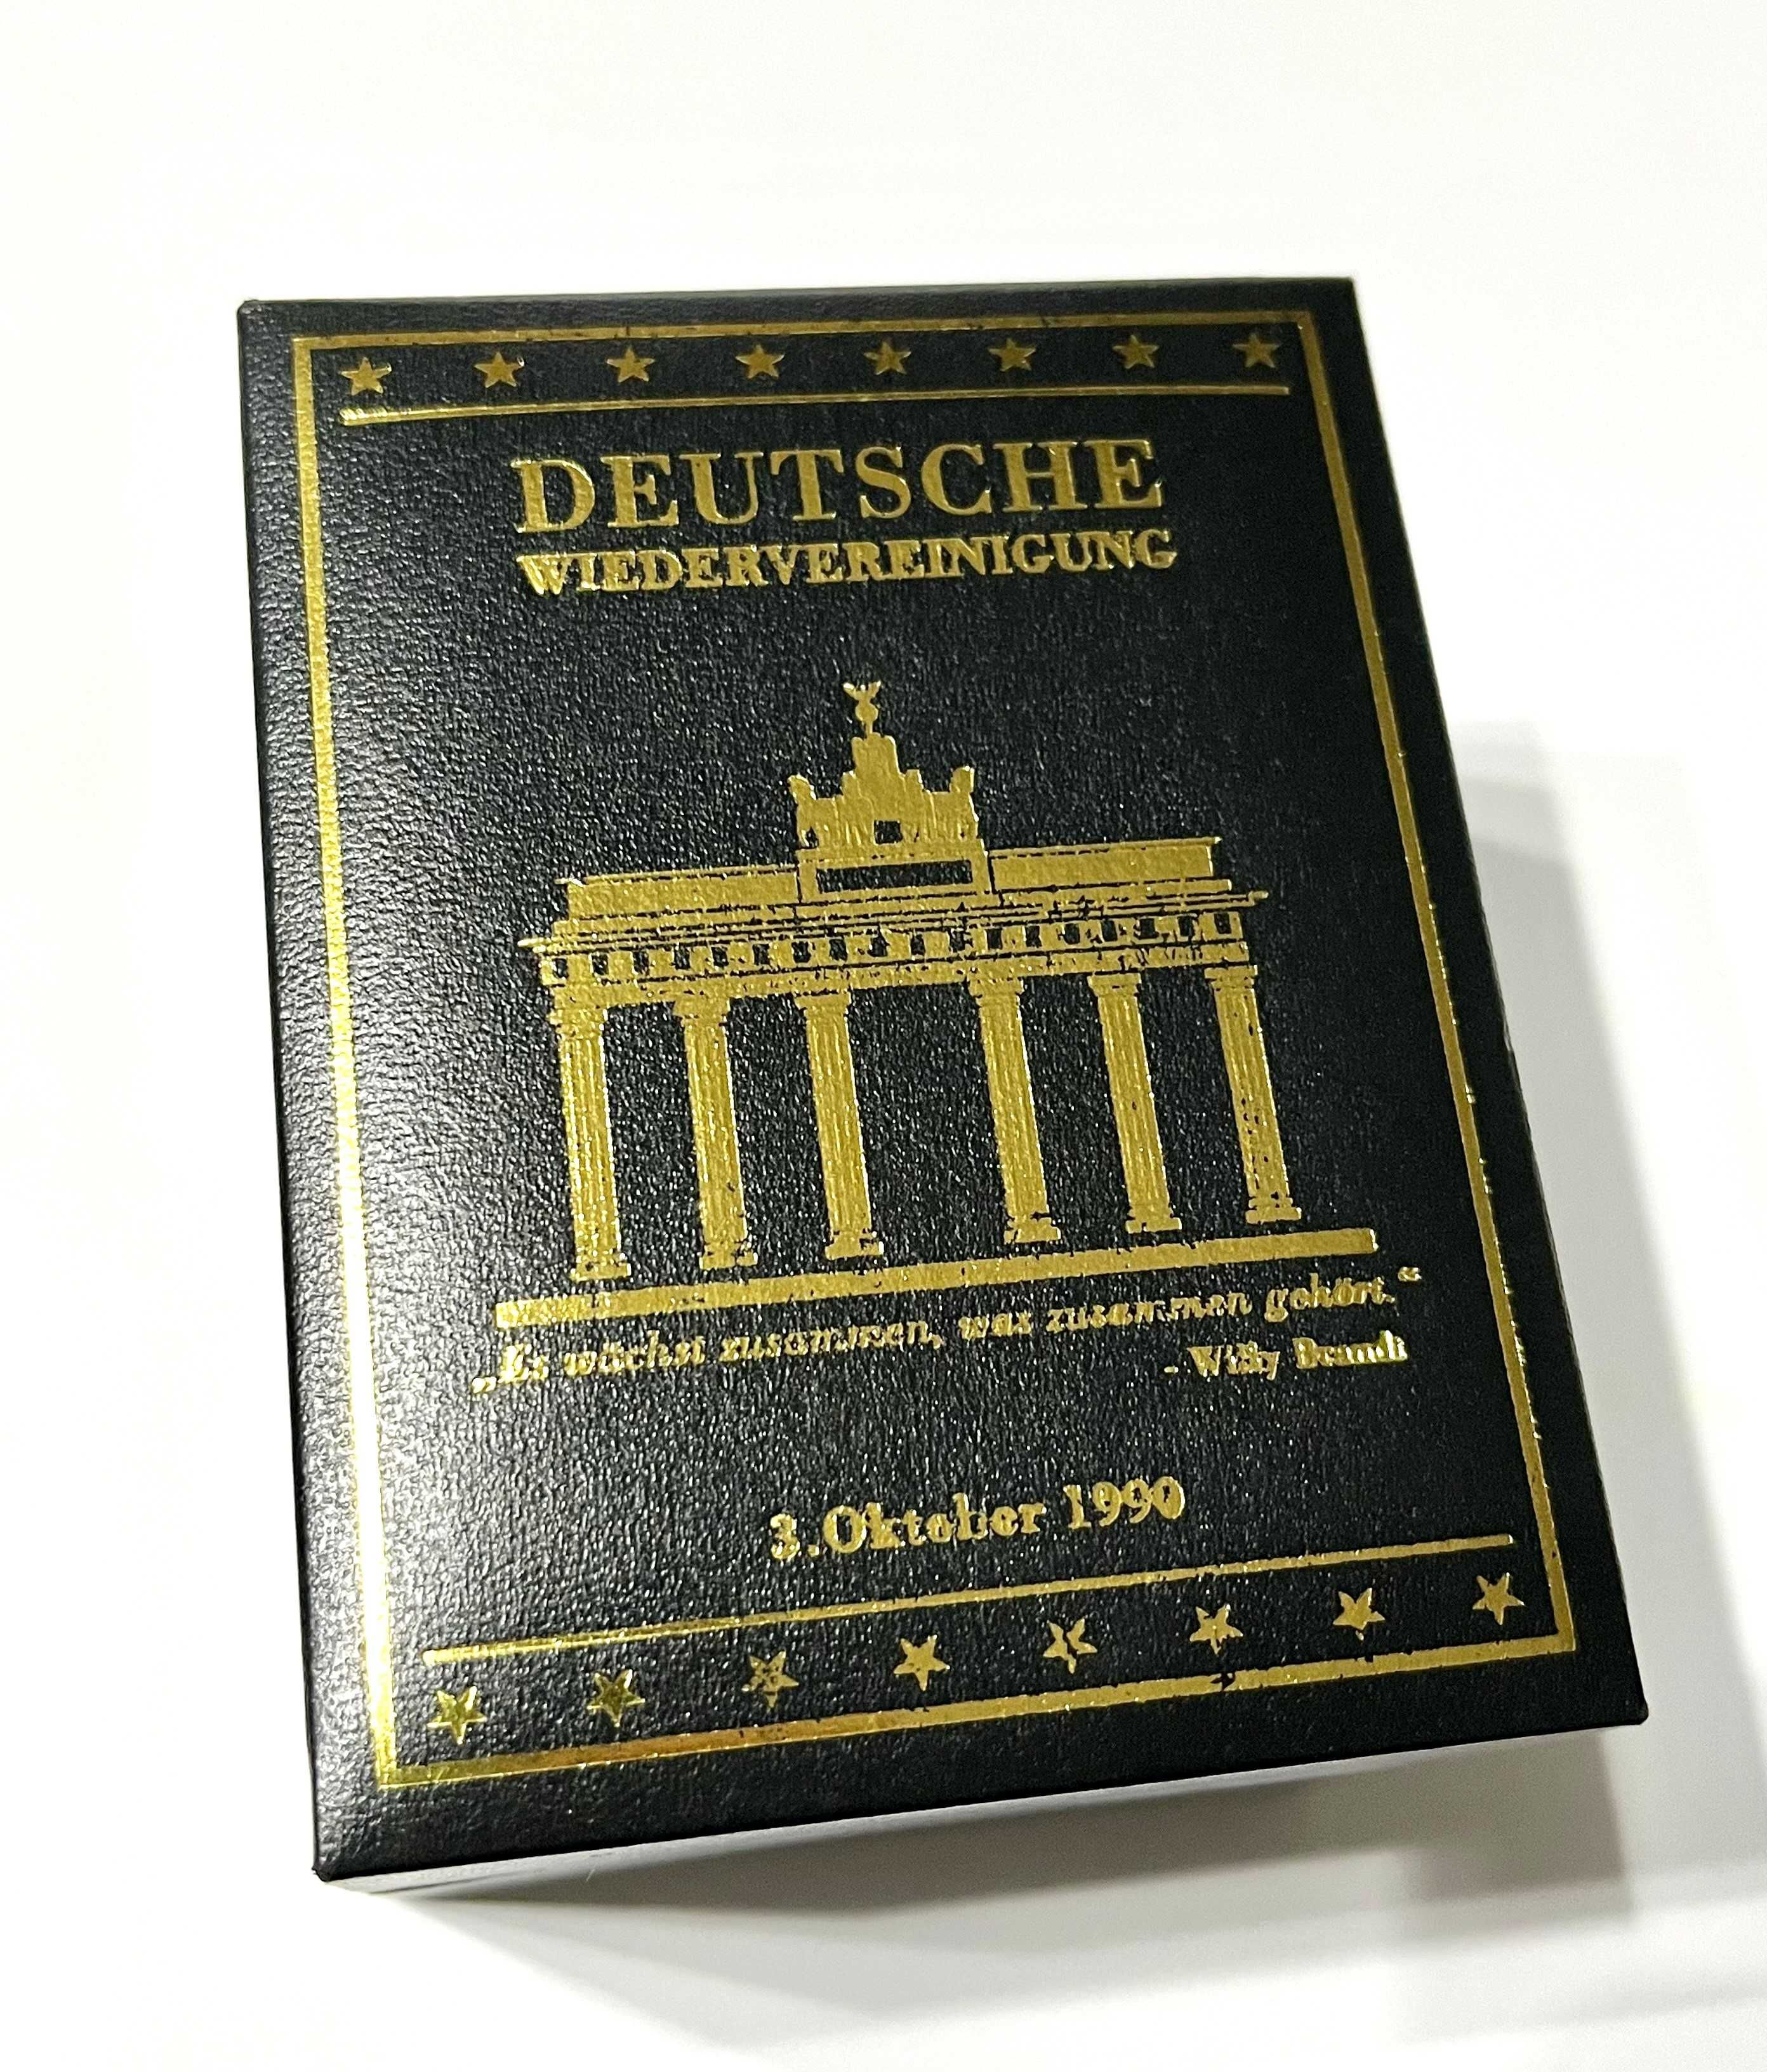 DEUTSCHE
WIEDERVEREINIGUNG
„Es wächst zusammen, was zusammen gehört.“
- Willy Brandt
3.Oktober 1990